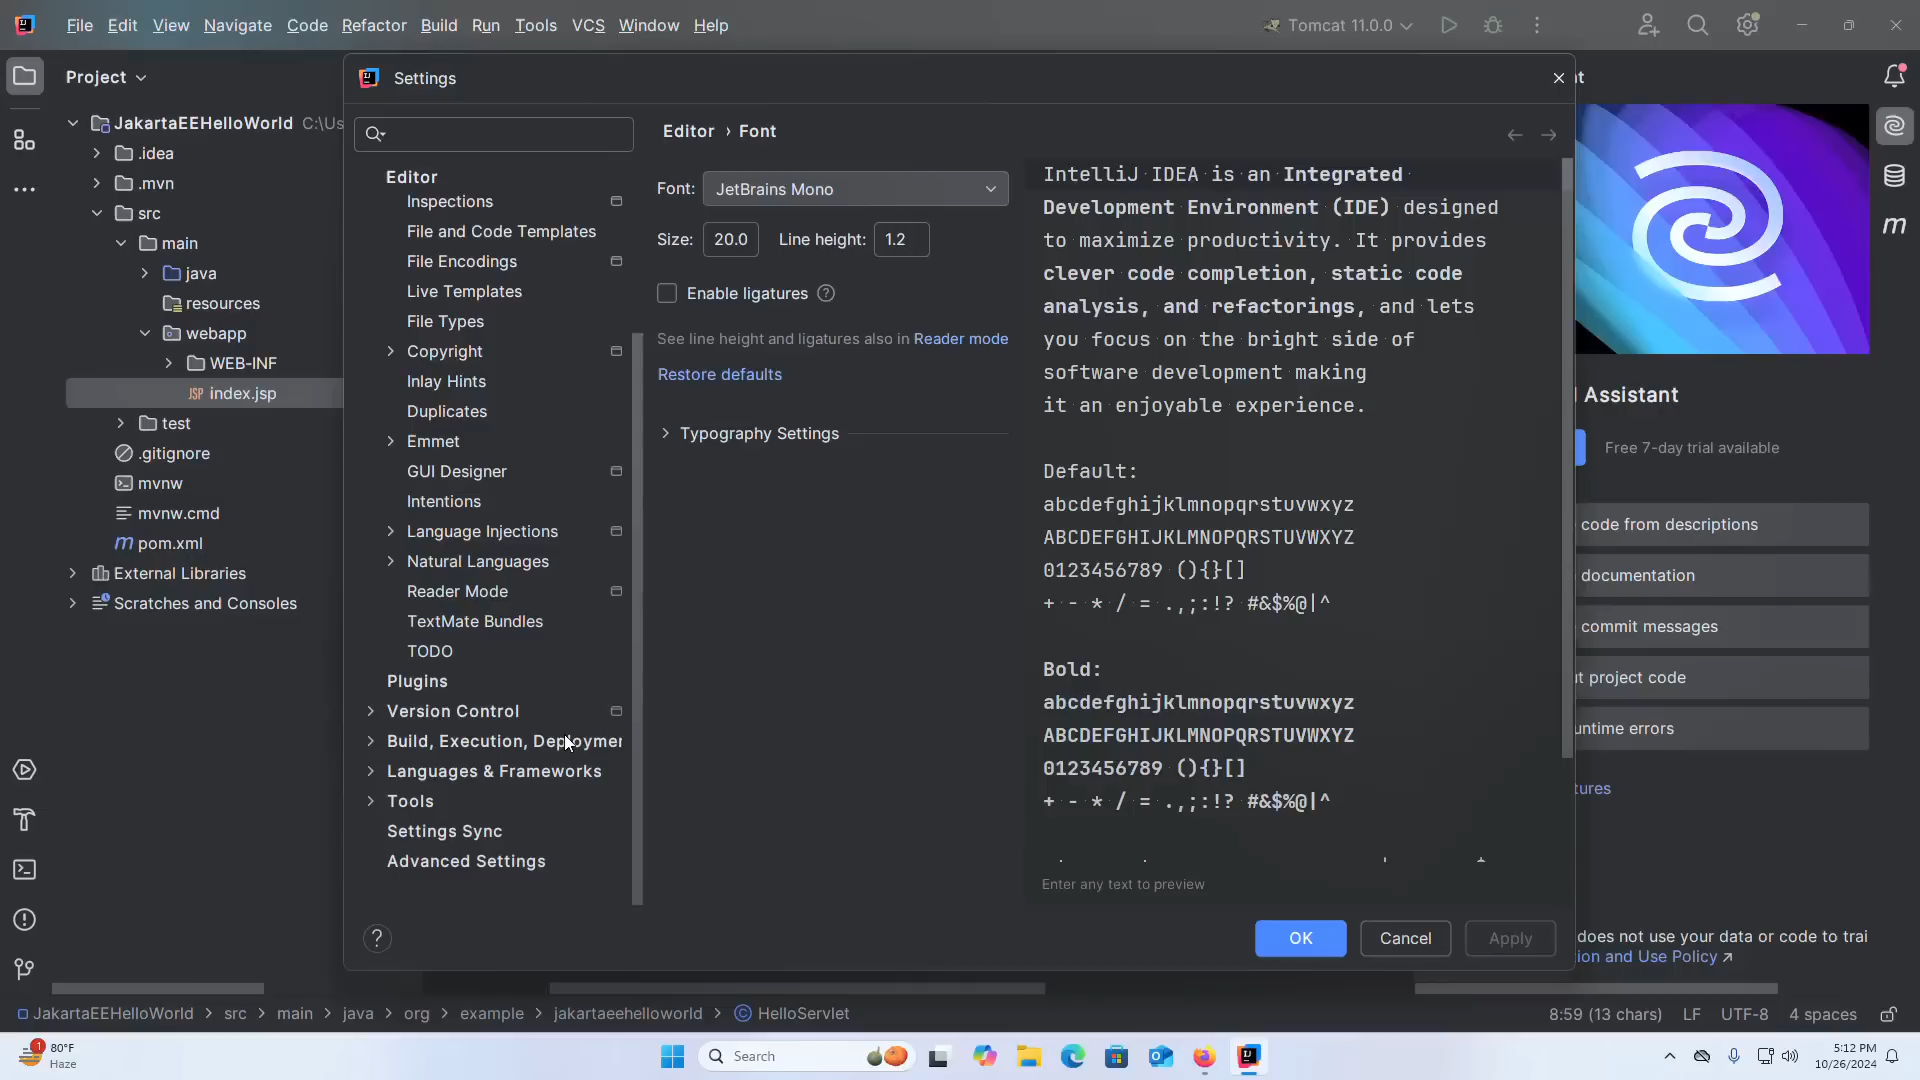 File Edit View Navigate Code Refactor Build Run Tools VCS Window Help
Tomcat 11.0.0
Project
JakartaEEHelloWorld C:\Us
.idea
.mvn
src
main
java
resources
webapp
WEB-INF
JSP index.jsp
test
.gitignore
mvnw
mvnw.cmd
m pom.xml
External Libraries
Scratches and Consoles
Settings
Editor
Inspections
File and Code Templates
File Encodings
Live Templates
File Types
Copyright
Inlay Hints
Duplicates
Emmet
GUI Designer
Intentions
Language Injections
Natural Languages
Reader Mode
TextMate Bundles
TODO
Plugins
Version Control
Build, Execution, Deploymen
Languages & Frameworks
Tools
Settings Sync
Advanced Settings
?
Editor › Font
Font: JetBrains Mono
Size: 20.0 Line height: 1.2
Enable ligatures ?
See line height and ligatures also in Reader mode
Restore defaults
Typography Settings
IntelliJ IDEA is an Integrated
Development Environment (IDE) designed
to maximize productivity. It provides
clever code completion, static code
analysis, and refactorings, and lets
you focus on the bright side of
software development making
it an enjoyable experience.
Default:
abcdefghijklmnopqrstuvwxyz
ABCDEFGHIJKLMNOPQRSTUVWXYZ
0123456789 (){}[]
+ - * / = .,;:!? #&$%@|^
Bold:
abcdefghijklmnopqrstuvwxyz
ABCDEFGHIJKLMNOPQRSTUVWXYZ
0123456789 (){}[]
+ - * / = .,;:!? #&$%@|^
Enter any text to preview
OK Cancel Apply
t
m
Assistant
Free 7-day trial available
code from descriptions
documentation
commit messages
t project code
untime errors
tures
does not use your data or code to trai
ion and Use Policy ↗
JakartaEEHelloWorld > src > main > java > org > example > jakartaeehelloworld > HelloServlet
8:59 (13 chars) LF UTF-8 4 spaces
1
80°F
Haze
Search
5:12 PM
10/26/2024